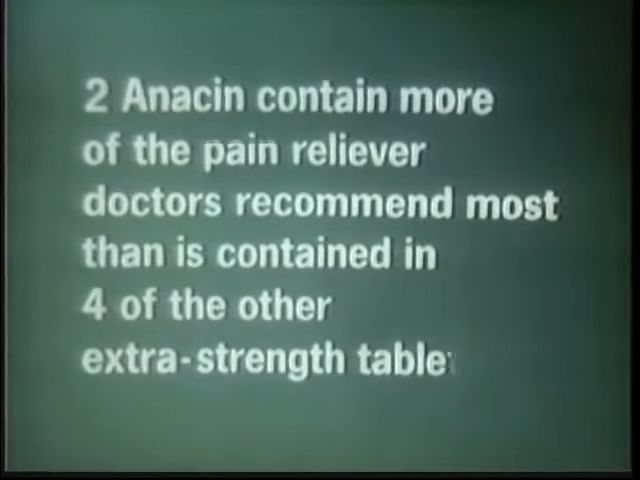 2 Anacin contain more
of the pain reliever
doctors recommend most
than is contained in
4 of the other
extra-strength table